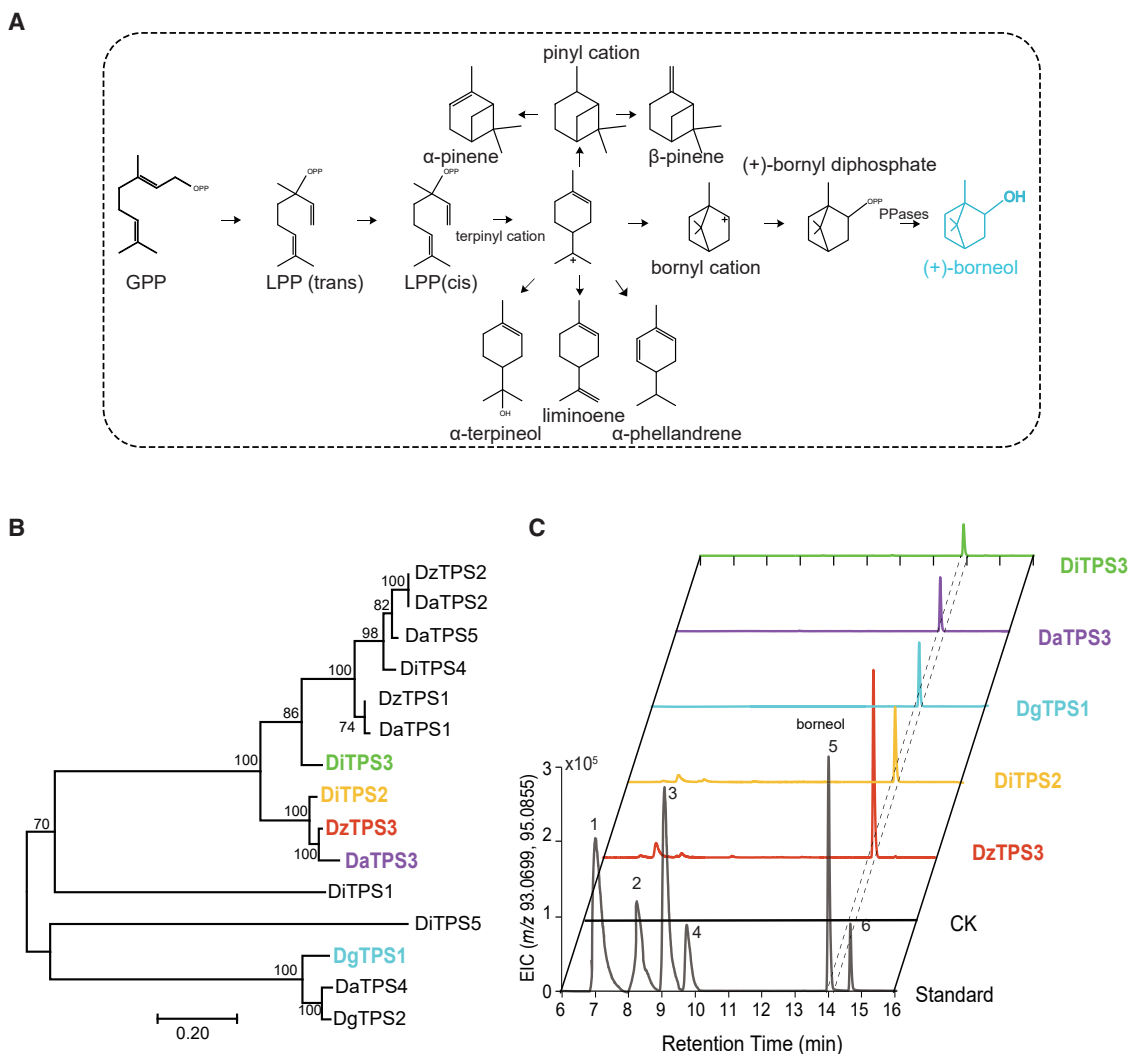 A
pinyl cation
α-pinene
β-pinene
(+)-bornyl diphosphate
OPP
OPP
OPP
OPP
PPases
OH
terpinyl cation
+
+
GPP
LPP (trans)
LPP(cis)
bornyl cation
(+)-borneol
OH
liminoene
α-terpineol
α-phellandrene
B
DzTPS2
100
DaTPS2
82
DaTPS5
98
DiTPS4
100
DzTPS1
74
DaTPS1
86
DiTPS3
100
DiTPS2
100
DzTPS3
100
DaTPS3
70
DiTPS1
DiTPS5
DgTPS1
100
DaTPS4
100
DgTPS2
0.20
C
DiTPS3
DaTPS3
DgTPS1
DiTPS2
DzTPS3
CK
Standard
borneol
5
3
1
2
4
6
x10⁵
3
2
1
0
EIC (m/z 93.0699, 95.0855)
6 7 8 9 10 11 12 13 14 15 16
Retention Time (min)